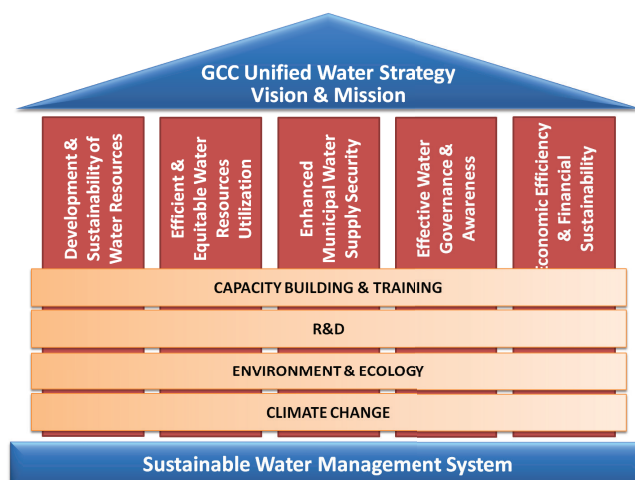 GCC Unified Water Strategy
Vision & Mission
Development &
Sustainability of
Water Resources
Efficient &
Equitable Water
Resources
Utilization
Enhanced
Municipal Water
Supply Security
Effective Water
Governance &
Awareness
Economic Efficiency
& Financial
Sustainability
CAPACITY BUILDING & TRAINING
R&D
ENVIRONMENT & ECOLOGY
CLIMATE CHANGE
Sustainable Water Management System